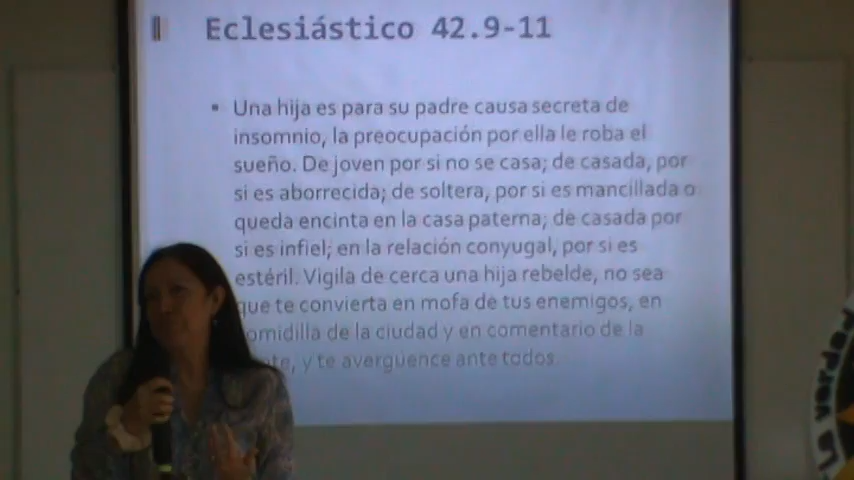 Eclesiástico 42.9-11
Una hija es para su padre causa secreta de
insomnio, la preocupación por ella le roba el
sueño. De joven por si no se casa; de casada, por
si es aborrecida; de soltera, por si es mancillada o
queda encinta en la casa paterna; de casada por
si es infiel; en la relación conyugal, por si es
estéril. Vigila de cerca una hija rebelde, no sea
que te convierta en mofa de tus enemigos, en
omidilla de la ciudad y en comentario de la
te, y te avergüence ante todos.
La verdad